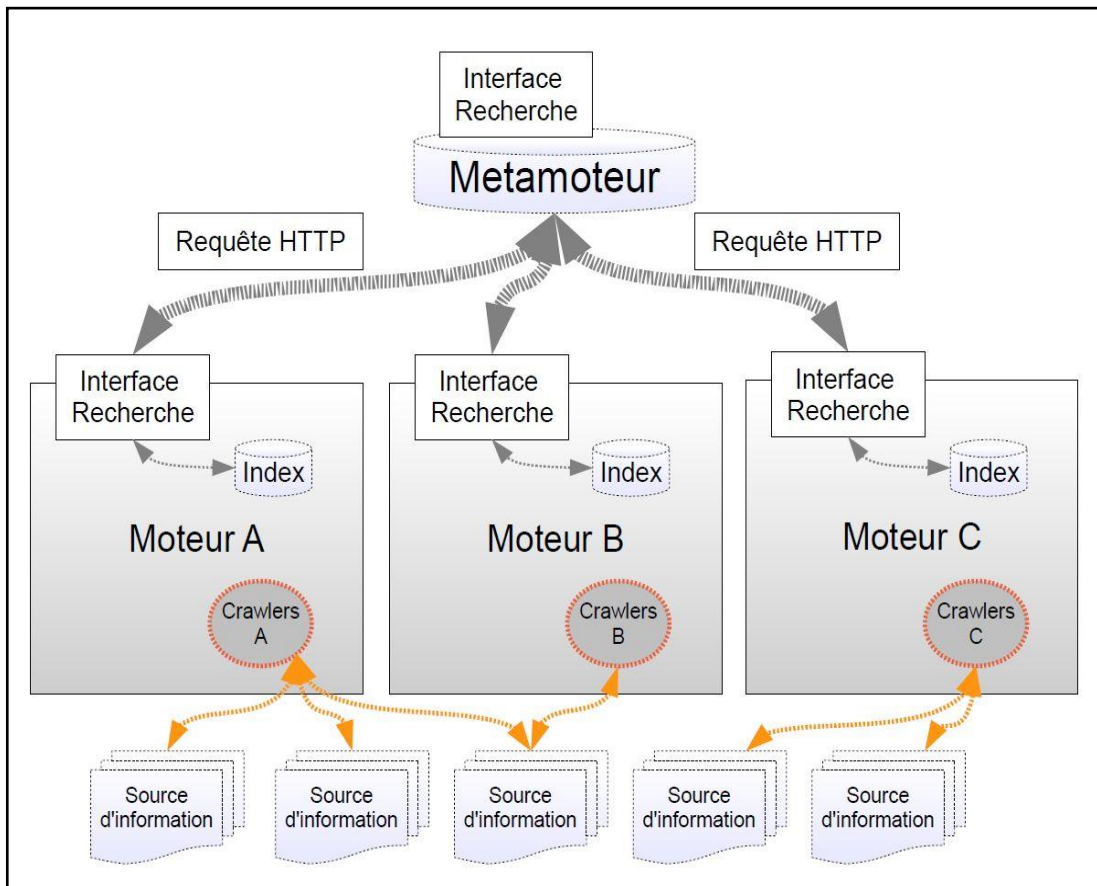 Interface
Recherche
Metamoteur
Requête HTTP
Requête HTTP
Interface
Recherche
Index
Moteur A
Crawlers
A
Interface
Recherche
Index
Moteur B
Crawlers
B
Interface
Recherche
Index
Moteur C
Crawlers
C
Source
d'information
Source
d'information
Source
d'information
Source
d'information
Source
d'information